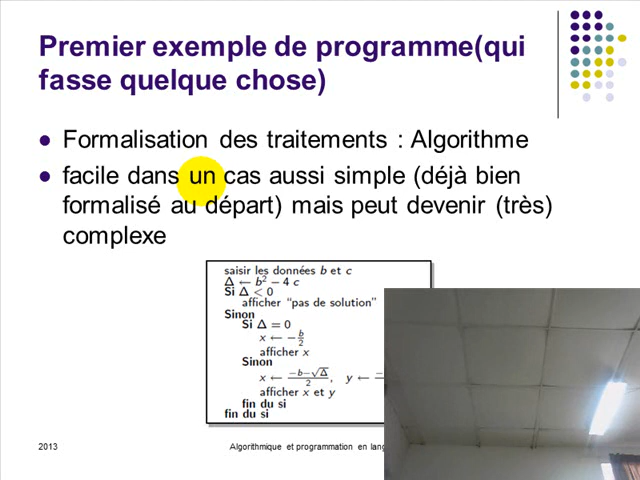 Premier exemple de programme(qui
fasse quelque chose)
Formalisation des traitements : Algorithme
facile dans un cas aussi simple (déjà bien
formalisé au départ) mais peut devenir (très)
complexe
saisir les données b et c
Δ ← b² − 4 c
Si Δ < 0
afficher “pas de solution”
Sinon
Si Δ = 0
x ← −b/2
afficher x
Sinon
x ← (−b−√Δ)/2, y ← −
afficher x et y
fin du si
fin du si
2013
Algorithmique et programmation en lang